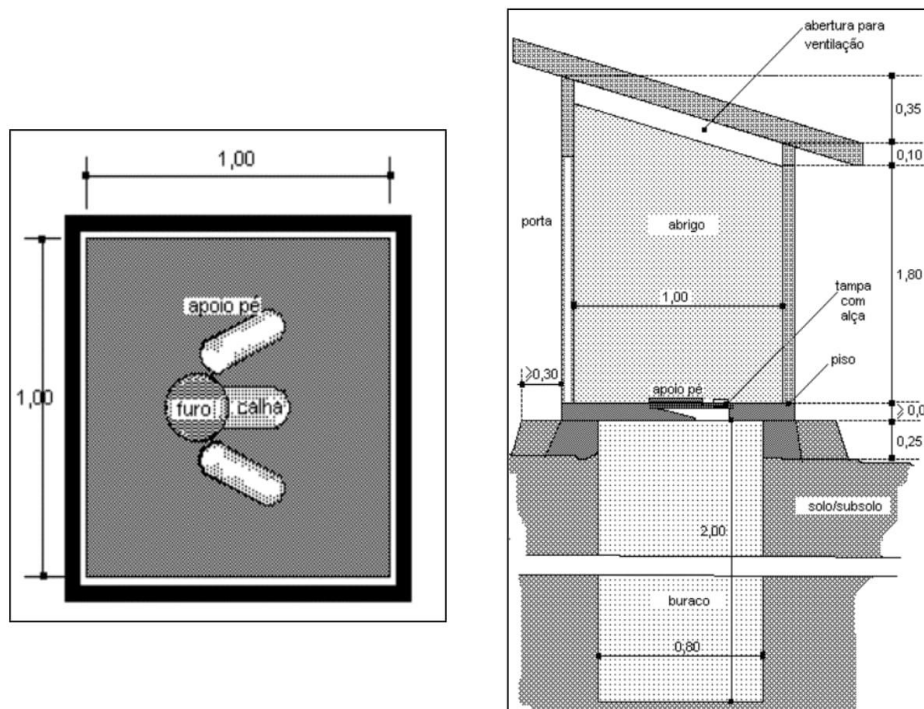 1,00
apoio pé
1,00
furo
calha
abertura para
ventilação
0,35
0,10
porta
abrigo
1,80
tampa
com
alça
1,00
piso
0,30
apoio pé
0,25
solo/subsolo
2,00
buraco
0,80